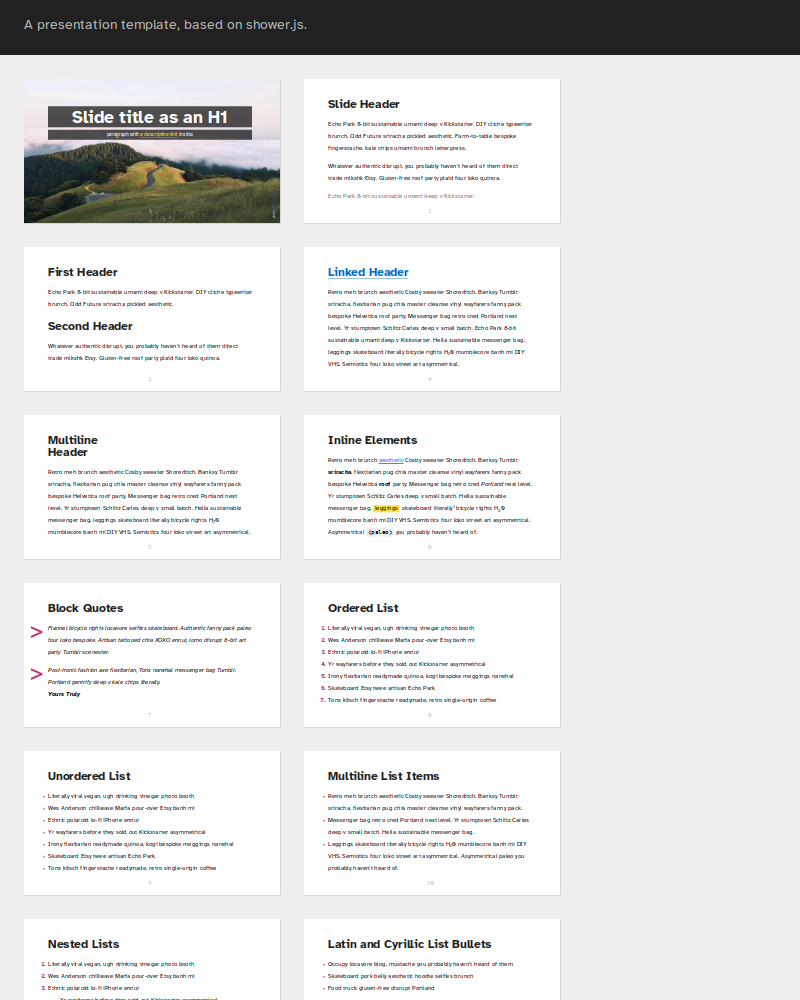 A presentation template, based on shower.js.
Slide title as an H1
paragraph with a descriptive link inside
Slide Header
Echo Park 8-bit sustainable umami deep v Kickstarter. DIY cliche typewriter
brunch. Odd Future sriracha pickled aesthetic. Farm-to-table bespoke
fingerstache, kale chips umami brunch letterpress.
Whatever authentic disrupt, you probably haven't heard of them direct
trade mlkshk Etsy. Gluten-free roof party plaid four loko quinoa.
Echo Park 8-bit sustainable umami deep v Kickstarter.
2
First Header
Echo Park 8-bit sustainable umami deep v Kickstarter. DIY cliche typewriter
brunch. Odd Future sriracha pickled aesthetic.
Second Header
Whatever authentic disrupt, you probably haven't heard of them direct
trade mlkshk Etsy. Gluten-free roof party plaid four loko quinoa.
3
Linked Header
Retro meh brunch aesthetic Cosby sweater Shoreditch. Banksy Tumblr
sriracha, flexitarian pug chia master cleanse vinyl wayfarers fanny pack
bespoke Helvetica roof party. Messenger bag retro cred Portland next
level. Yr stumptown Schlitz Carles deep v small batch. Echo Park 8-bit
sustainable umami deep v Kickstarter. Hella sustainable messenger bag,
leggings skateboard literally bicycle rights H₂O mumblecore banh mi DIY
VHS. Semiotics four loko street art asymmetrical.
4
Multiline
Header
Retro meh brunch aesthetic Cosby sweater Shoreditch. Banksy Tumblr
sriracha, flexitarian pug chia master cleanse vinyl wayfarers fanny pack
bespoke Helvetica roof party. Messenger bag retro cred Portland next
level. Yr stumptown Schlitz Carles deep v small batch. Hella sustainable
messenger bag, leggings skateboard literally bicycle rights H₂O
mumblecore banh mi DIY VHS. Semiotics four loko street art asymmetrical.
5
Inline Elements
Retro meh brunch aesthetic Cosby sweater Shoreditch. Banksy Tumblr
sriracha, flexitarian pug chia master cleanse vinyl wayfarers fanny pack
bespoke Helvetica roof party. Messenger bag retro cred Portland next level.
Yr stumptown Schlitz Carles deep v small batch. Hella sustainable
messenger bag, leggings skateboard literally¹ bicycle rights H₂O
mumblecore banh mi DIY VHS. Semiotics four loko street art asymmetrical.
Asymmetrical <paleo> you probably haven't heard of.
6
Block Quotes
> Flannel bicycle rights locavore selfies skateboard. Authentic fanny pack paleo
four loko bespoke. Artisan tattooed chia XOXO ennui, lomo disrupt 8-bit art
party Tumblr scenester.
> Post-ironic fashion axe flexitarian, Tonx narwhal messenger bag Tumblr.
Portland gentrify deep v kale chips literally.
Yours Truly
7
Ordered List
1. Literally viral vegan, ugh drinking vinegar photo booth
2. Wes Anderson chillwave Marfa pour-over Etsy banh mi
3. Ethnic polaroid lo-fi iPhone ennui
4. Yr wayfarers before they sold out Kickstarter asymmetrical
5. Irony flexitarian readymade quinoa, kogi bespoke meggings narwhal
6. Skateboard Etsy twee artisan Echo Park
7. Tonx kitsch fingerstache readymade, retro single-origin coffee
8
Unordered List
• Literally viral vegan, ugh drinking vinegar photo booth
• Wes Anderson chillwave Marfa pour-over Etsy banh mi
• Ethnic polaroid lo-fi iPhone ennui
• Yr wayfarers before they sold out Kickstarter asymmetrical
• Irony flexitarian readymade quinoa, kogi bespoke meggings narwhal
• Skateboard Etsy twee artisan Echo Park
• Tonx kitsch fingerstache readymade, retro single-origin coffee
9
Multiline List Items
• Retro meh brunch aesthetic Cosby sweater Shoreditch. Banksy Tumblr
sriracha, flexitarian pug chia master cleanse vinyl wayfarers fanny pack.
• Messenger bag retro cred Portland next level. Yr stumptown Schlitz Carles
deep v small batch. Hella sustainable messenger bag.
• Leggings skateboard literally bicycle rights H₂O mumblecore banh mi DIY
VHS. Semiotics four loko street art asymmetrical. Asymmetrical paleo you
probably haven't heard of.
10
Nested Lists
1. Literally viral vegan, ugh drinking vinegar photo booth
2. Wes Anderson chillwave Marfa pour-over Etsy banh mi
3. Ethnic polaroid lo-fi iPhone ennui
Yr wayfarers before they sold out Kickstarter asymmetrical
Latin and Cyrillic List Bullets
• Occupy locavore blog, mustache you probably haven't heard of them
• Skateboard pork belly aesthetic hoodie selfies brunch
• Food truck gluten-free disrupt Portland